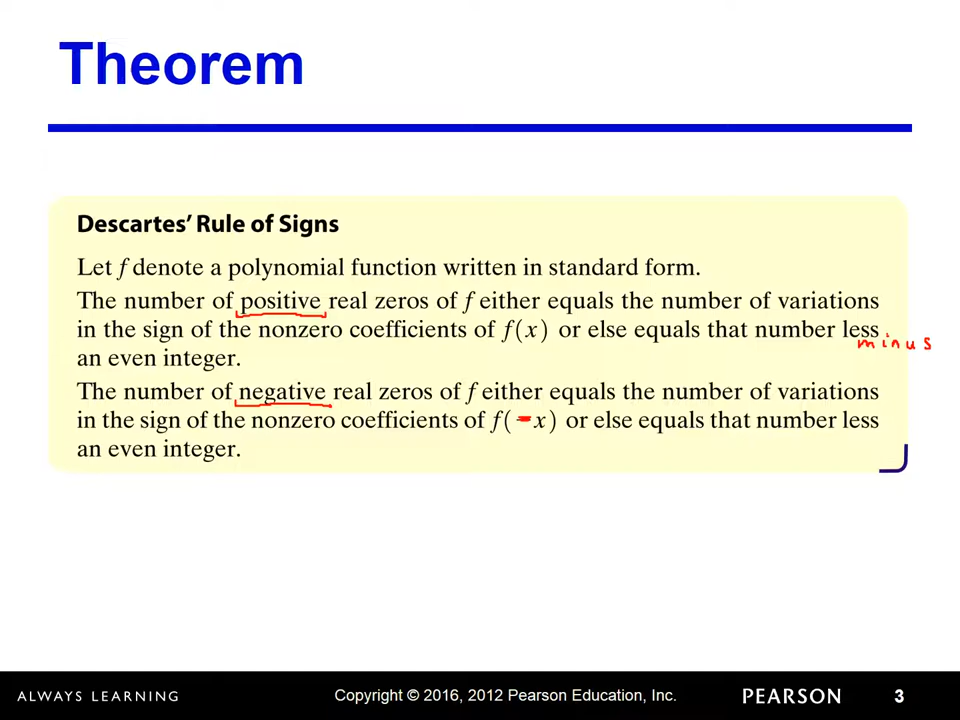 Theorem
Descartes' Rule of Signs
Let f denote a polynomial function written in standard form.
The number of positive real zeros of f either equals the number of variations
in the sign of the nonzero coefficients of f(x) or else equals that number less
minus
an even integer.
The number of negative real zeros of f either equals the number of variations
in the sign of the nonzero coefficients of f(-x) or else equals that number less
an even integer.
ALWAYS LEARNING
Copyright © 2016, 2012 Pearson Education, Inc.
PEARSON
3